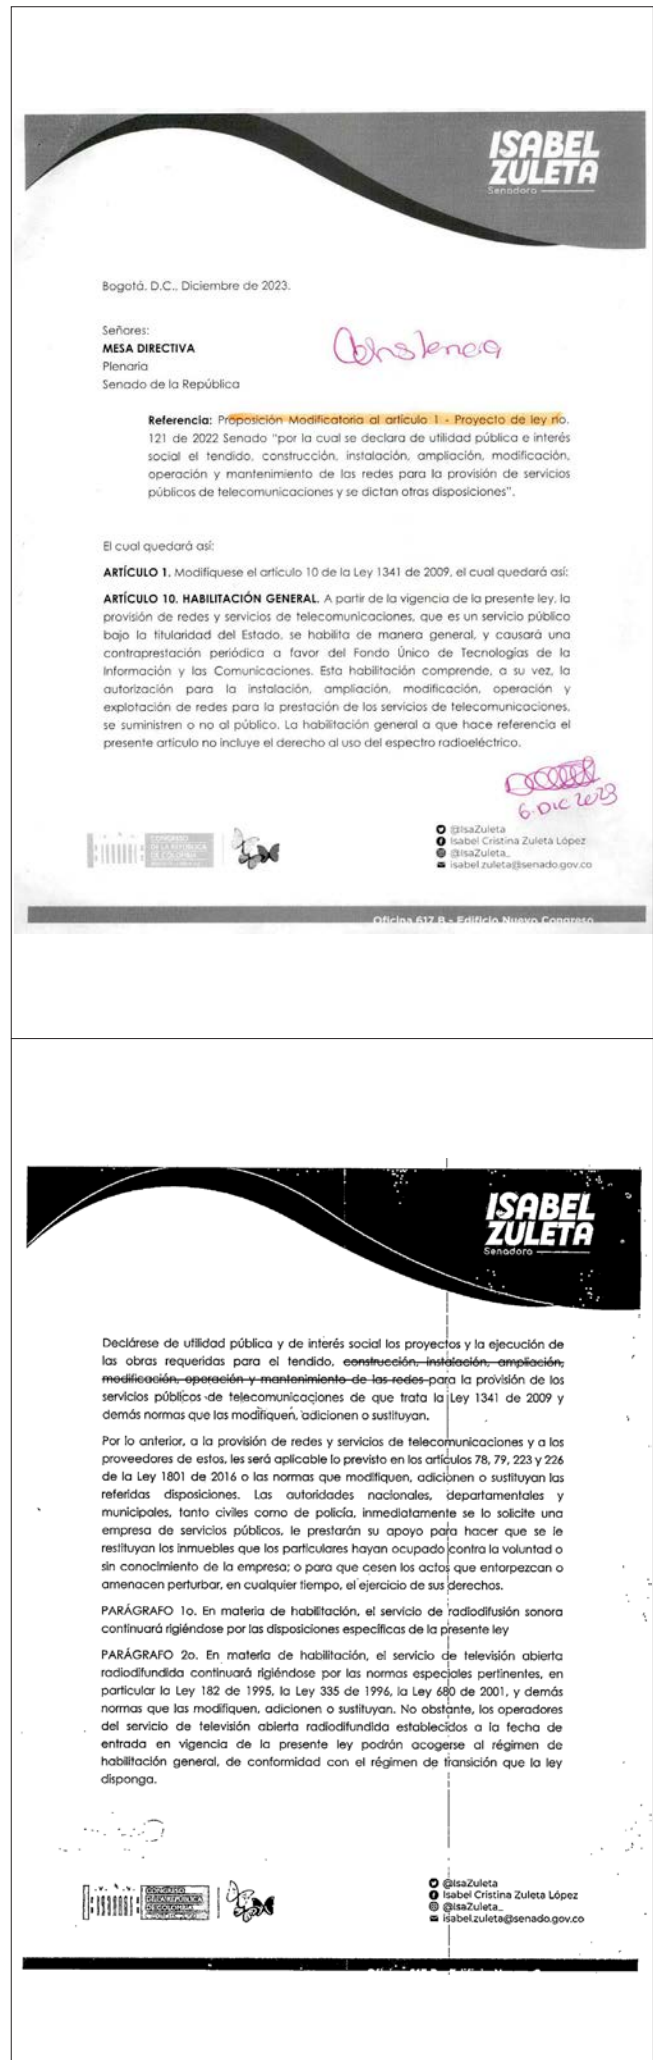 ISABEL
ZULETA
Senadora
Bogotá, D.C., Diciembre de 2023.
Señores:
MESA DIRECTIVA
Plenaria
Senado de la República
Constancia
Referencia: Proposición Modificatoria al artículo 1 - Proyecto de ley no.
121 de 2022 Senado "por la cual se declara de utilidad pública e interés
social el tendido, construcción, instalación, ampliación, modificación,
operación y mantenimiento de las redes para la provisión de servicios
públicos de telecomunicaciones y se dictan otras disposiciones".
El cual quedará así:
ARTÍCULO 1. Modifíquese el artículo 10 de la Ley 1341 de 2009, el cual quedará así:
ARTÍCULO 10. HABILITACIÓN GENERAL. A partir de la vigencia de la presente ley, la
provisión de redes y servicios de telecomunicaciones, que es un servicio público
bajo la titularidad del Estado, se habilita de manera general, y causará una
contraprestación periódica a favor del Fondo Único de Tecnologías de la
Información y las Comunicaciones. Esta habilitación comprende, a su vez, la
autorización para la instalación, ampliación, modificación, operación y
explotación de redes para la prestación de los servicios de telecomunicaciones,
se suministren o no al público. La habilitación general a que hace referencia el
presente artículo no incluye el derecho al uso del espectro radioeléctrico.
6. DIC 2023
CONGRESO
DE LA REPÚBLICA
DE COLOMBIA
@IsaZuleta
Isabel Cristina Zuleta López
@IsaZuleta_
isabel.zuleta@senado.gov.co
Oficina 617 B - Edificio Nuevo Congreso
ISABEL
ZULETA
Senadora
Declárese de utilidad pública y de interés social los proyectos y la ejecución de
las obras requeridas para el tendido, construcción, instalación, ampliación,
modificación, operación y mantenimiento de las redes para la provisión de los
servicios públicos de telecomunicaciones de que trata la Ley 1341 de 2009 y
demás normas que las modifiquen, adicionen o sustituyan.
Por lo anterior, a la provisión de redes y servicios de telecomunicaciones y a los
proveedores de estos, les será aplicable lo previsto en los artículos 78, 79, 223 y 226
de la Ley 1801 de 2016 o las normas que modifiquen, adicionen o sustituyan las
referidas disposiciones. Las autoridades nacionales, departamentales y
municipales, tanto civiles como de policía, inmediatamente se lo solicite una
empresa de servicios públicos, le prestarán su apoyo para hacer que se le
restituyan los inmuebles que los particulares hayan ocupado contra la voluntad o
sin conocimiento de la empresa; o para que cesen los actos que entorpezcan o
amenacen perturbar, en cualquier tiempo, el ejercicio de sus derechos.
PARÁGRAFO 1o. En materia de habilitación, el servicio de radiodifusión sonora
continuará rigiéndose por las disposiciones específicas de la presente ley
PARÁGRAFO 2o. En materia de habilitación, el servicio de televisión abierta
radiodifundida continuará rigiéndose por las normas especiales pertinentes, en
particular la Ley 182 de 1995, la Ley 335 de 1996, la Ley 680 de 2001, y demás
normas que las modifiquen, adicionen o sustituyan. No obstante, los operadores
del servicio de televisión abierta radiodifundida establecidos a la fecha de
entrada en vigencia de la presente ley podrán acogerse al régimen de
habilitación general, de conformidad con el régimen de transición que la ley
disponga.
CONGRESO
DE LA REPÚBLICA
DE COLOMBIA
@IsaZuleta
Isabel Cristina Zuleta López
@IsaZuleta_
isabel.zuleta@senado.gov.co